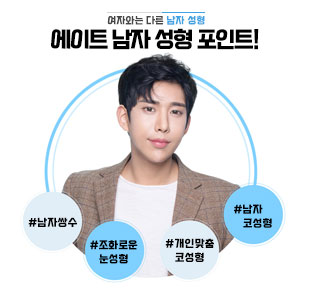 여자와는 다른 남자 성형
에이트 남자 성형 포인트!
#남자쌍수
#조화로운
눈성형
#개인맞춤
코성형
#남자
코성형